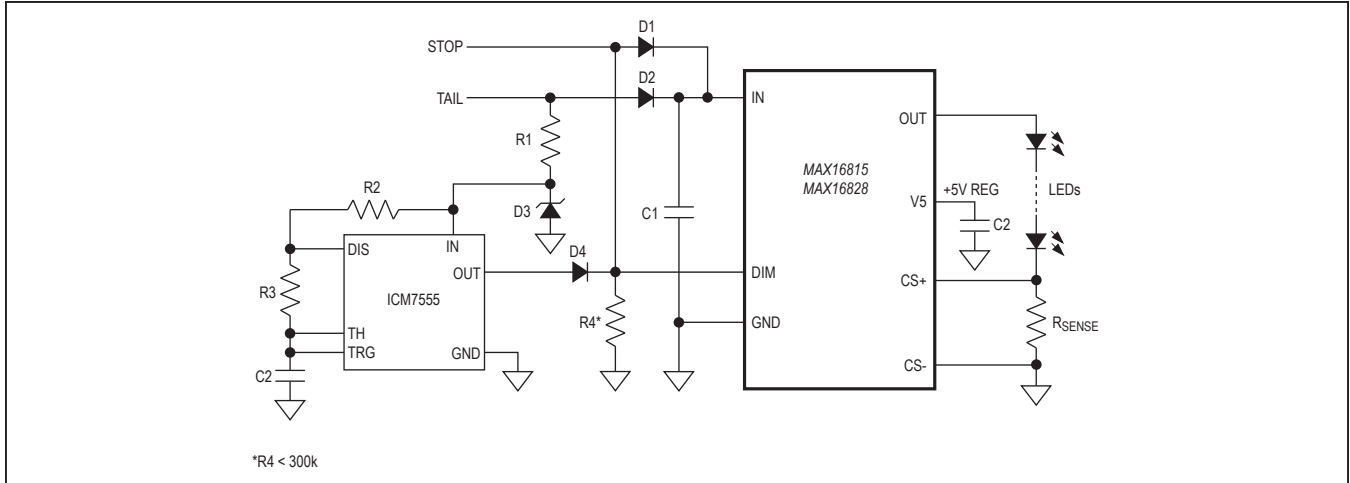 STOP
D1
D2
TAIL
IN
R1
OUT
MAX16815
MAX16828
R2
+5V REG
LEDs
D3
C1
V5
C2
DIS
IN
D4
OUT
DIM
CS+
R3
ICM7555
R4*
GND
RSENSE
TH
TRG
GND
CS-
C2
*R4 < 300k